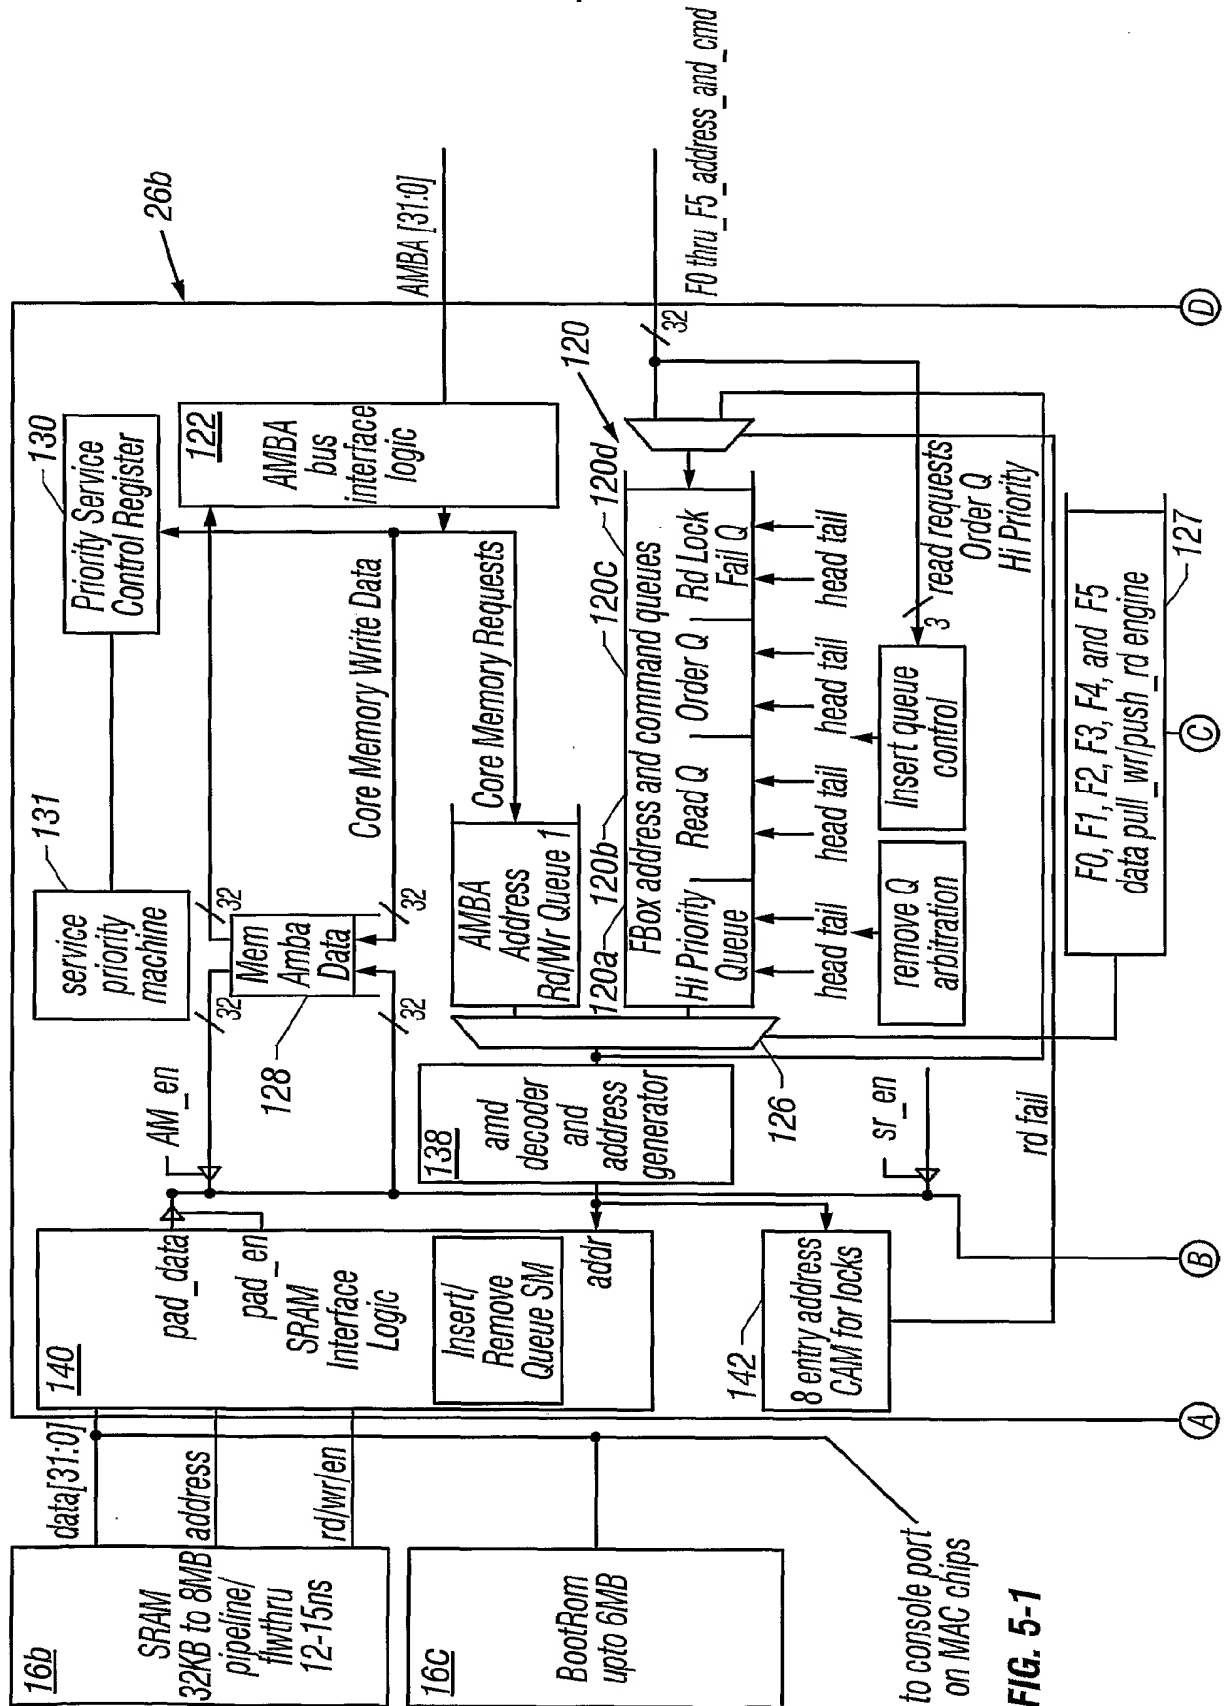 16b
SRAM
32KB to 8MB
pipeline/
flwthru
12-15ns
16c
BootRom
upto 6MB
to console port
on MAC chips
FIG. 5-1
data[31:0]
address
rd/wr/en
140
pad_data
pad_en
SRAM
Interface
Logic
Insert/
Remove
Queue SM
addr
142
8 entry address
CAM for locks
AM_en
128
32
32
32
32
Mem
Amba
Data
131
service
priority
machine
130
Priority Service
Control Register
122
AMBA
bus
interface
logic
26b
AMBA [31:0]
Core Memory Write Data
Core Memory Requests
AMBA
Address
Rd/Wr Queue 1
138
amd
decoder
and
address
generator
126
sr_en
rd fail
120a
120b
120c
120d
120
FBox address and command queues
Hi Priority
Queue
Read Q
Order Q
Rd Lock
Fail Q
head tail
head tail
head tail
head tail
remove Q
arbitration
Insert queue
control
3
read requests
Order Q
Hi Priority
32
F0 thru_F5_address_and_cmd
F0, F1, F2, F3, F4, and F5
data pull_wr/push_rd engine
127
A
B
C
D